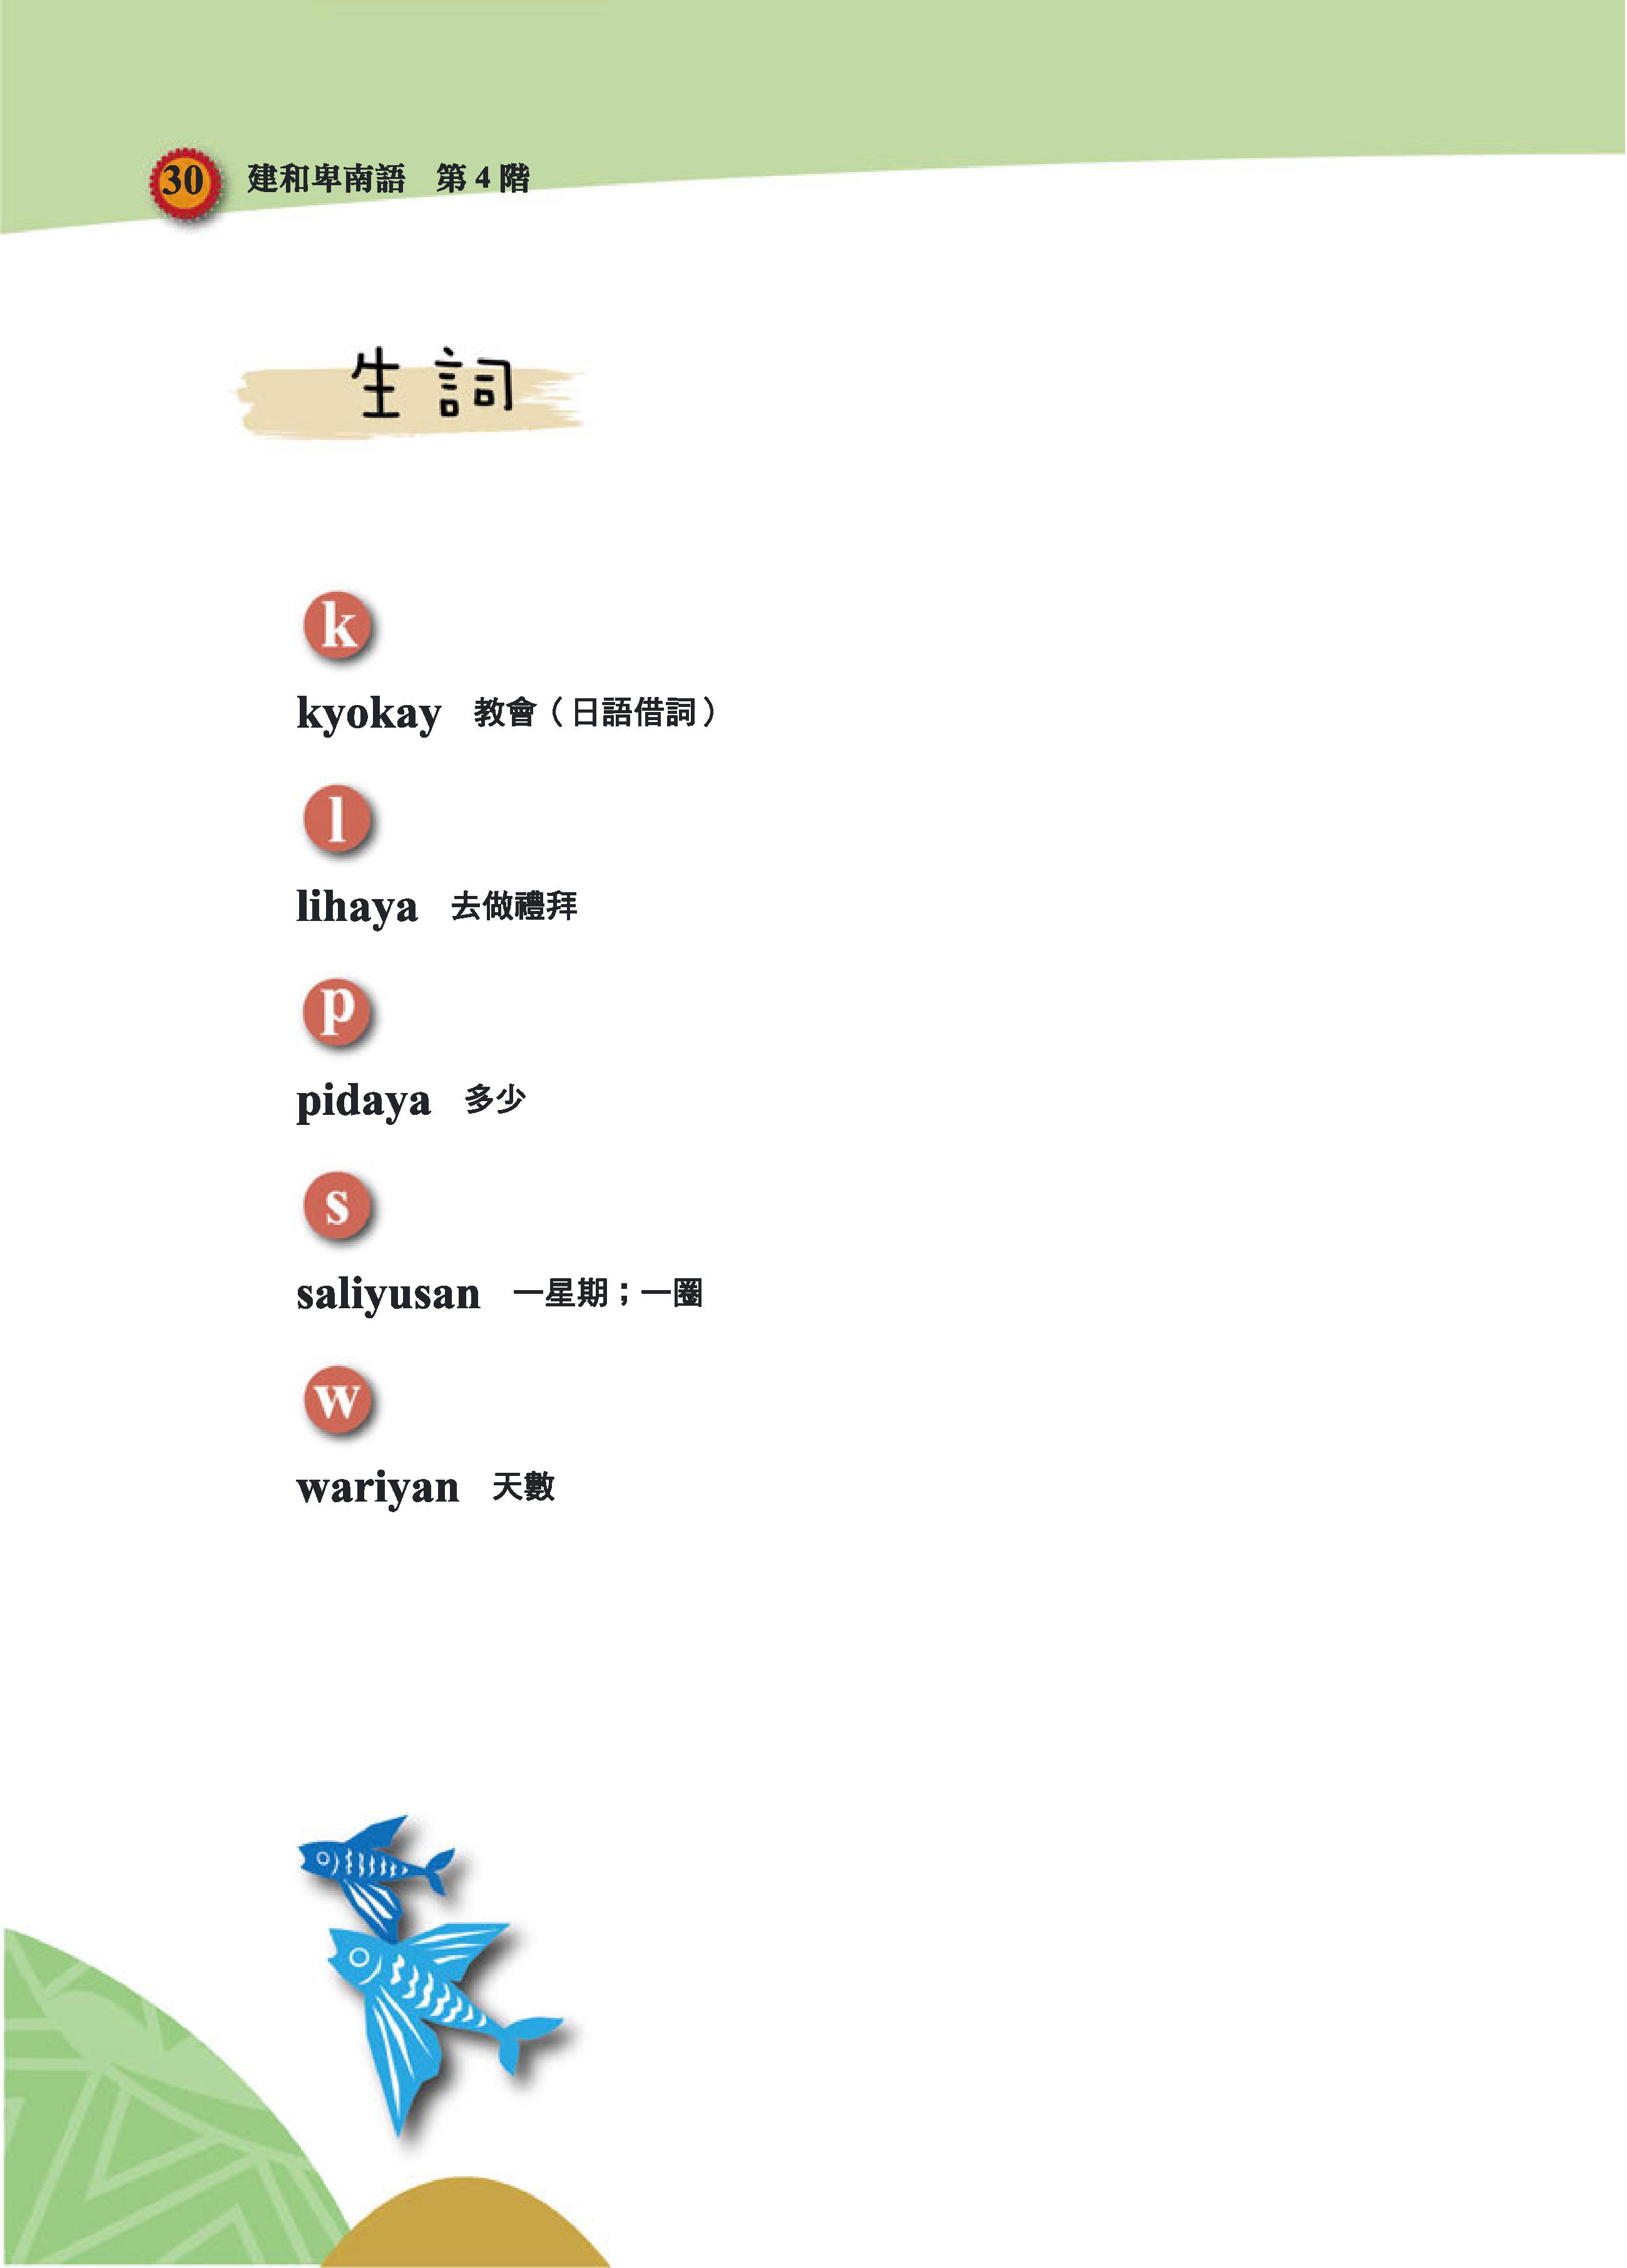 30 建和卑南語 第4階
生詞
k
kyokay 教會（日語借詞）
l
lihaya 去做禮拜
p
pidaya 多少
s
saliyusan 一星期；一圈
w
wariyan 天數